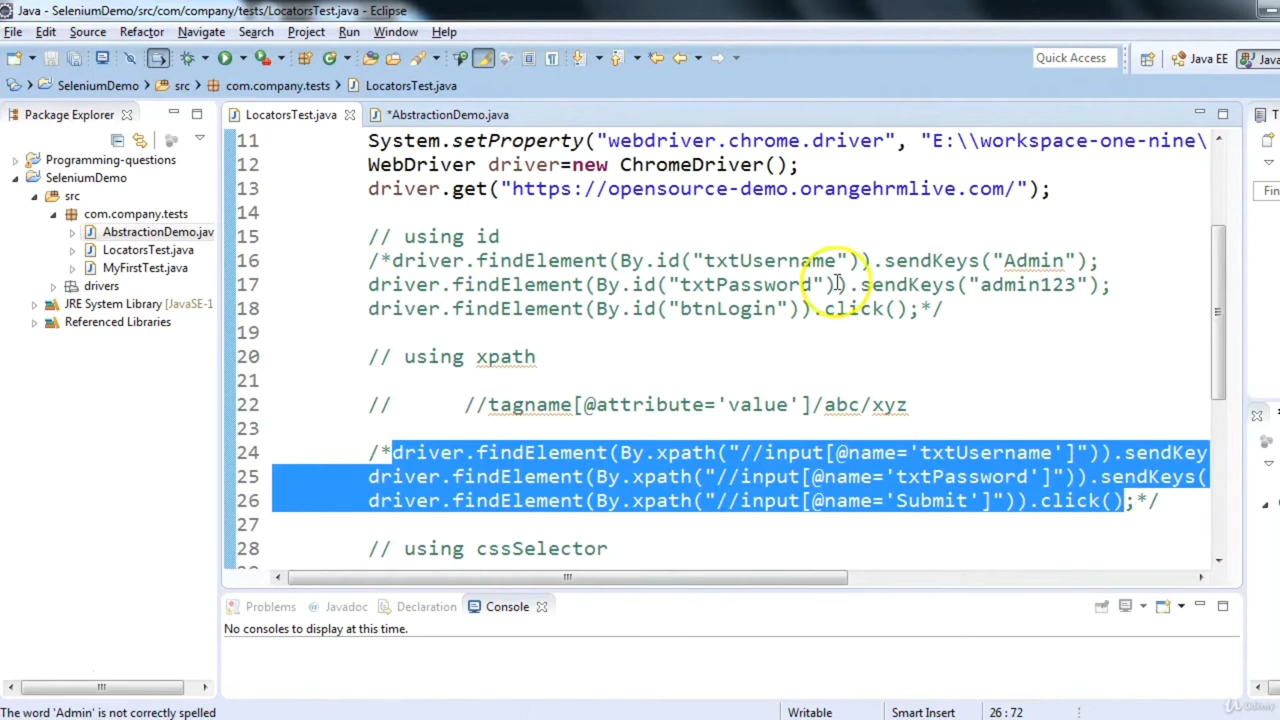 Java - SeleniumDemo/src/com/company/tests/LocatorsTest.java - Eclipse
File Edit Source Refactor Navigate Search Project Run Window Help
Quick Access Java EE Java
SeleniumDemo src com.company.tests LocatorsTest.java
Package Explorer
Programming-questions
SeleniumDemo
src
com.company.tests
AbstractionDemo.jav
LocatorsTest.java
MyFirstTest.java
drivers
JRE System Library [JavaSE-1
Referenced Libraries
LocatorsTest.java *AbstractionDemo.java
11 System.setProperty("webdriver.chrome.driver", "E:\\workspace-one-nine\
12 WebDriver driver=new ChromeDriver();
13 driver.get("https://opensource-demo.orangehrmlive.com/");
14
15 // using id
16 /*driver.findElement(By.id("txtUsername")).sendKeys("Admin");
17 driver.findElement(By.id("txtPassword")).sendKeys("admin123");
18 driver.findElement(By.id("btnLogin")).click();*/
19
20 // using xpath
21
22 // //tagname[@attribute='value']/abc/xyz
24 /*driver.findElement(By.xpath("//input[@name='txtUsername']")).sendKey
25 driver.findElement(By.xpath("//input[@name='txtPassword']")).sendKeys(
26 driver.findElement(By.xpath("//input[@name='Submit']")).click();*/
27
28 // using cssSelector
Fin
Problems Javadoc Declaration Console
No consoles to display at this time.
The word 'Admin' is not correctly spelled Writable Smart Insert 26 : 72
Udemy